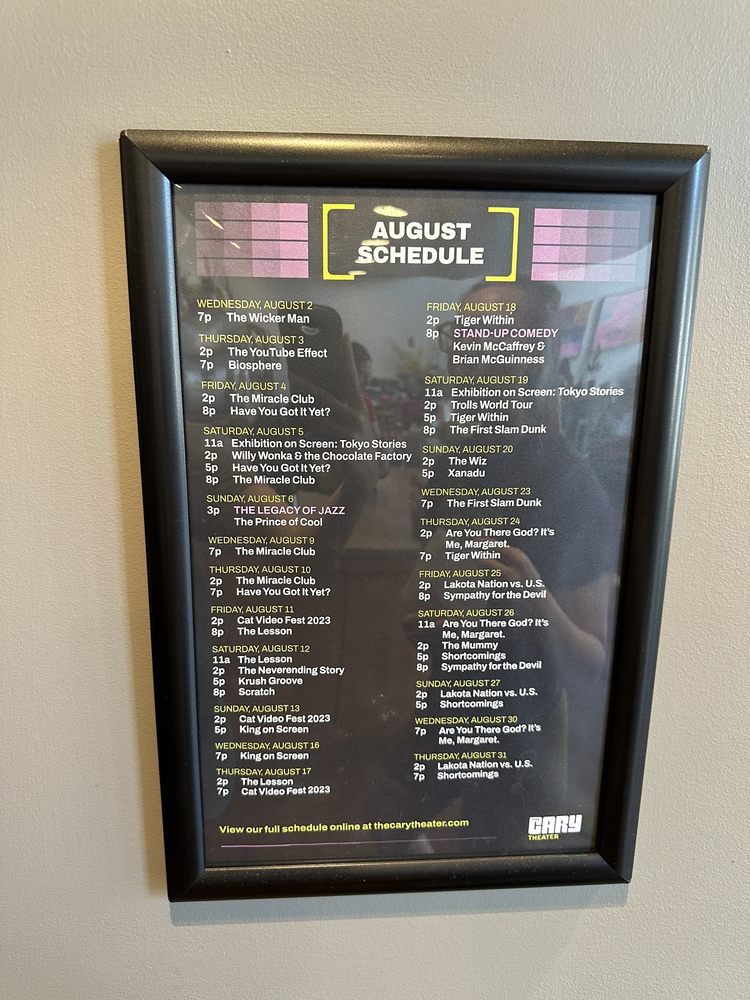 AUGUST
SCHEDULE
WEDNESDAY, AUGUST 2
7p The Wicker Man
THURSDAY, AUGUST 3
2p The YouTube Effect
7p Biosphere
FRIDAY, AUGUST 4
2p The Miracle Club
8p Have You Got It Yet?
SATURDAY, AUGUST 5
11a Exhibition on Screen: Tokyo Stories
2p Willy Wonka & the Chocolate Factory
5p Have You Got It Yet?
8p The Miracle Club
SUNDAY, AUGUST 6
3p THE LEGACY OF JAZZ
The Prince of Cool
WEDNESDAY, AUGUST 9
7p The Miracle Club
THURSDAY, AUGUST 10
2p The Miracle Club
7p Have You Got It Yet?
FRIDAY, AUGUST 11
2p Cat Video Fest 2023
8p The Lesson
SATURDAY, AUGUST 12
11a The Lesson
2p The Neverending Story
5p Krush Groove
8p Scratch
SUNDAY, AUGUST 13
2p Cat Video Fest 2023
5p King on Screen
WEDNESDAY, AUGUST 16
7p King on Screen
THURSDAY, AUGUST 17
2p The Lesson
7p Cat Video Fest 2023
FRIDAY, AUGUST 18
2p Tiger Within
8p STAND-UP COMEDY
Kevin McCaffrey &
Brian McGuinness
SATURDAY, AUGUST 19
11a Exhibition on Screen: Tokyo Stories
2p Trolls World Tour
5p Tiger Within
8p The First Slam Dunk
SUNDAY, AUGUST 20
2p The Wiz
5p Xanadu
WEDNESDAY, AUGUST 23
7p The First Slam Dunk
THURSDAY, AUGUST 24
2p Are You There God? It's
Me, Margaret.
7p Tiger Within
FRIDAY, AUGUST 25
2p Lakota Nation vs. U.S.
8p Sympathy for the Devil
SATURDAY, AUGUST 26
11a Are You There God? It's
Me, Margaret.
2p The Mummy
5p Shortcomings
8p Sympathy for the Devil
SUNDAY, AUGUST 27
2p Lakota Nation vs. U.S.
5p Shortcomings
WEDNESDAY, AUGUST 30
7p Are You There God? It's
Me, Margaret.
THURSDAY, AUGUST 31
2p Lakota Nation vs. U.S.
7p Shortcomings
View our full schedule online at thecarytheater.com
CARY
THEATER